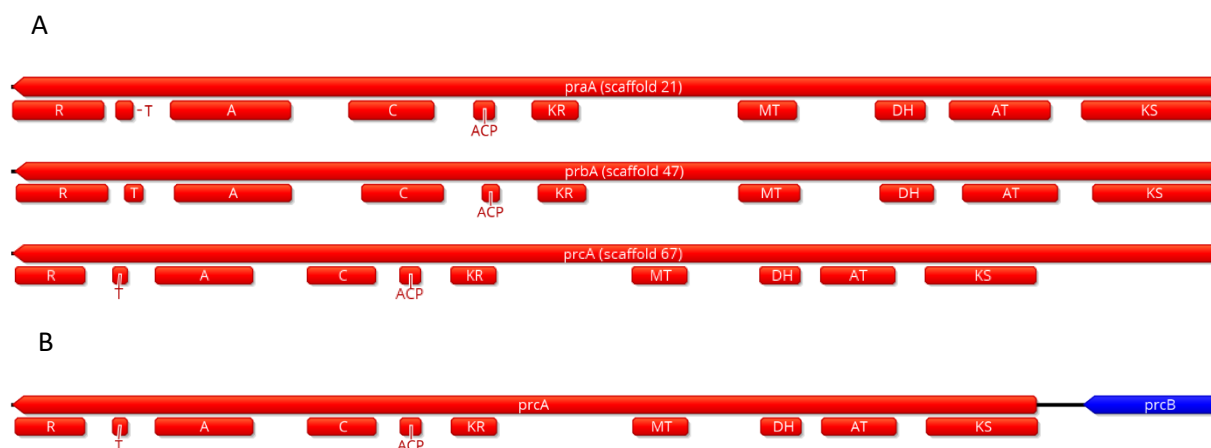 A
praA (scaffold 21)
R -T A C KR MT DH AT KS
ACP
prbA (scaffold 47)
R T A C KR MT DH AT KS
ACP
prcA (scaffold 67)
R A C KR MT DH AT KS
T ACP
B
prcA prcB
R A C KR MT DH AT KS
T ACP